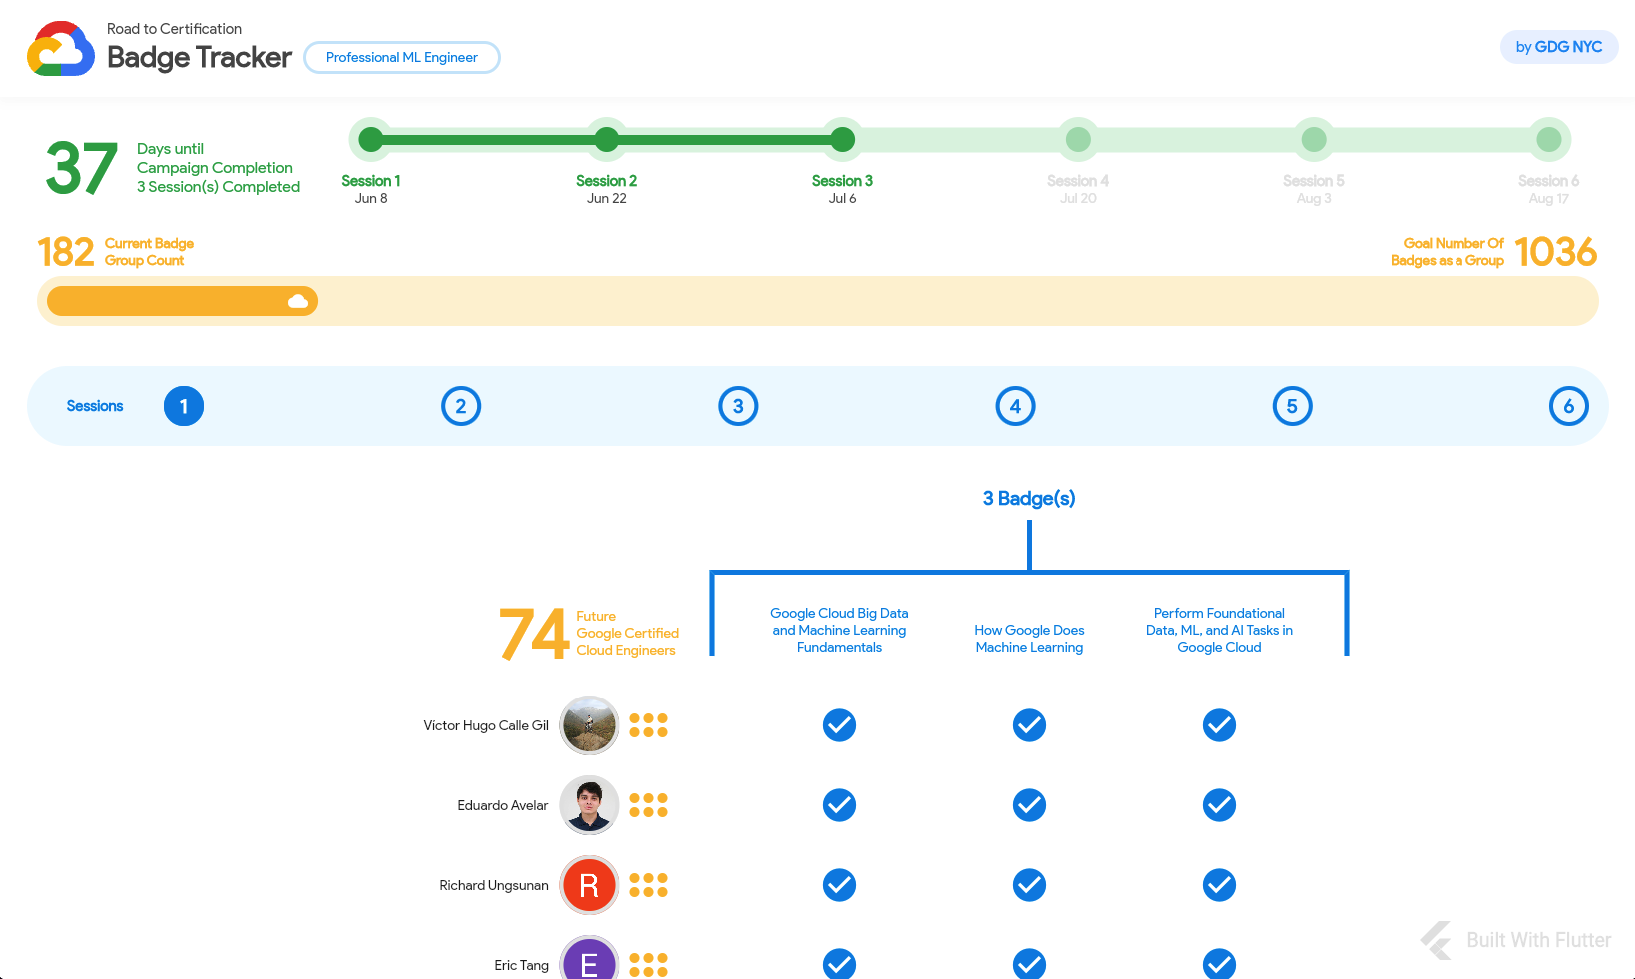 Road to Certification
Badge Tracker
Professional ML Engineer
by GDG NYC
37
Days until
Campaign Completion
3 Session(s) Completed
Session 1
Jun 8
Session 2
Jun 22
Session 3
Jul 6
Session 4
Jul 20
Session 5
Aug 3
Session 6
Aug 17
182
Current Badge
Group Count
Goal Number Of
Badges as a Group
1036
Sessions 1 2 3 4 5 6
3 Badge(s)
74
Future
Google Certified
Cloud Engineers
Google Cloud Big Data
and Machine Learning
Fundamentals
How Google Does
Machine Learning
Perform Foundational
Data, ML, and AI Tasks in
Google Cloud
Víctor Hugo Calle Gil
Eduardo Avelar
Richard Ungsunan R
Eric Tang E
Built With Flutter